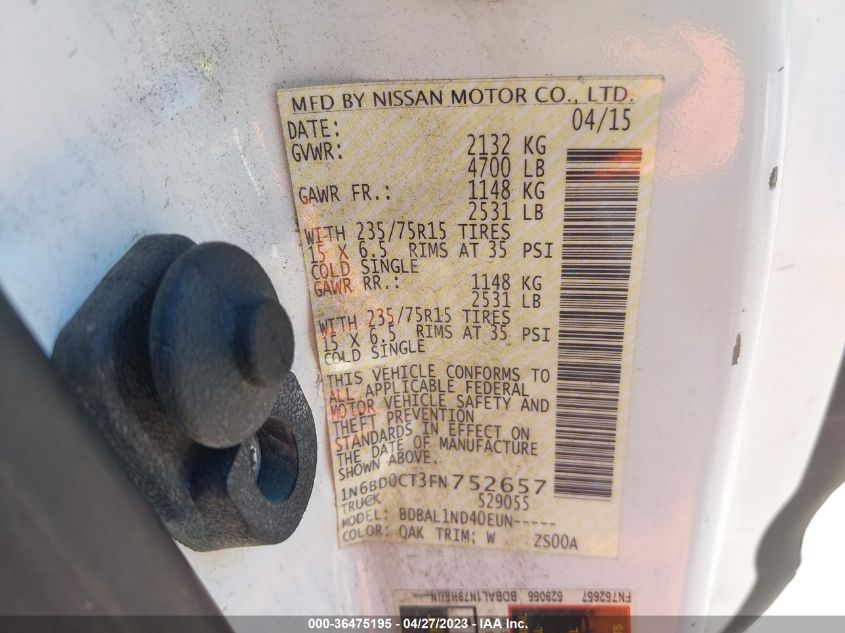 MFD BY NISSAN MOTOR CO., LTD.
DATE: 04/15
GVWR: 2132 KG
4700 LB
GAWR FR.: 1148 KG
2531 LB
WITH 235/75R15 TIRES
15 X 6.5 RIMS AT 35 PSI
COLD SINGLE
GAWR RR.: 1148 KG
2531 LB
WITH 235/75R15 TIRES
15 X 6.5 RIMS AT 35 PSI
COLD SINGLE
THIS VEHICLE CONFORMS TO
ALL APPLICABLE FEDERAL
MOTOR VEHICLE SAFETY AND
THEFT PREVENTION
STANDARDS IN EFFECT ON
THE DATE OF MANUFACTURE
SHOWN ABOVE.
1N6BD0CT3FN752657
TRUCK 529055
MODEL: BDBAL1ND40EUN-----
COLOR: QAK TRIM: W ZS00A
FN752657 529055 BDBAL1N79HEUN
000-36475195 - 04/27/2023 - IAA Inc.